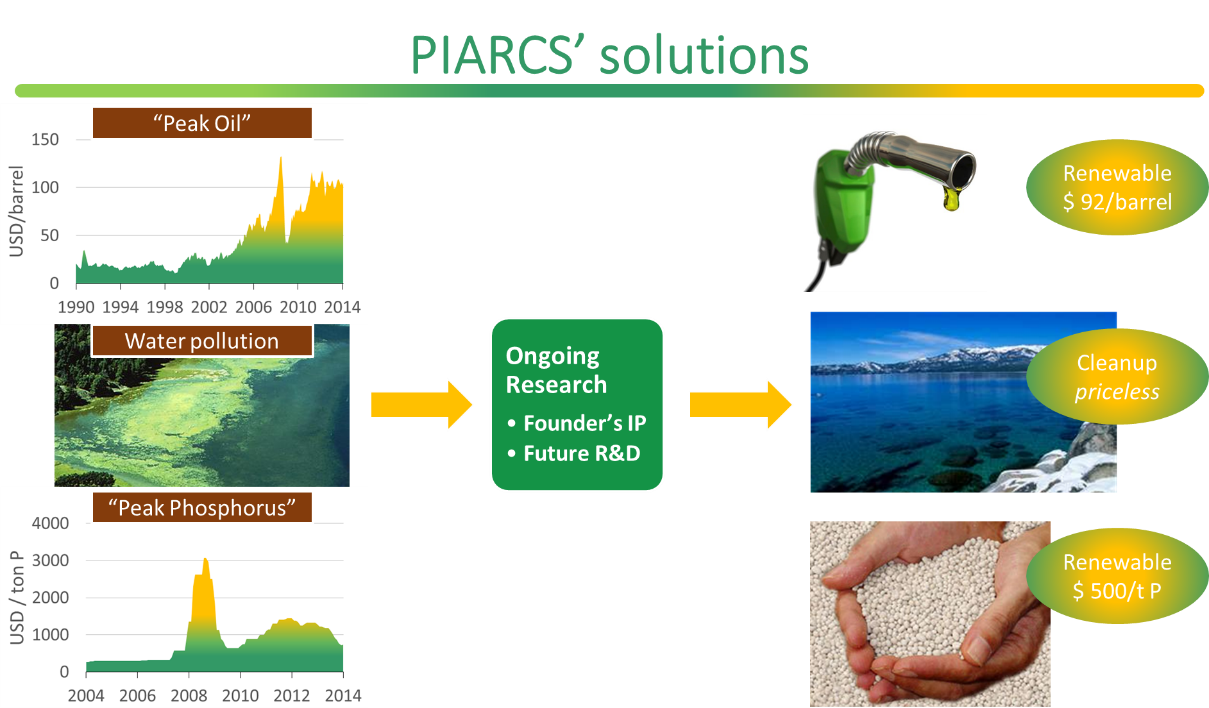 PIARCS’ solutions
“Peak Oil”
USD/barrel
150
100
50
0
1990 1994 1998 2002 2006 2010 2014
Water pollution
“Peak Phosphorus”
USD / ton P
4000
3000
2000
1000
0
2004 2006 2008 2010 2012 2014
Ongoing
Research
• Founder’s IP
• Future R&D
Renewable
$ 92/barrel
Cleanup
priceless
Renewable
$ 500/t P